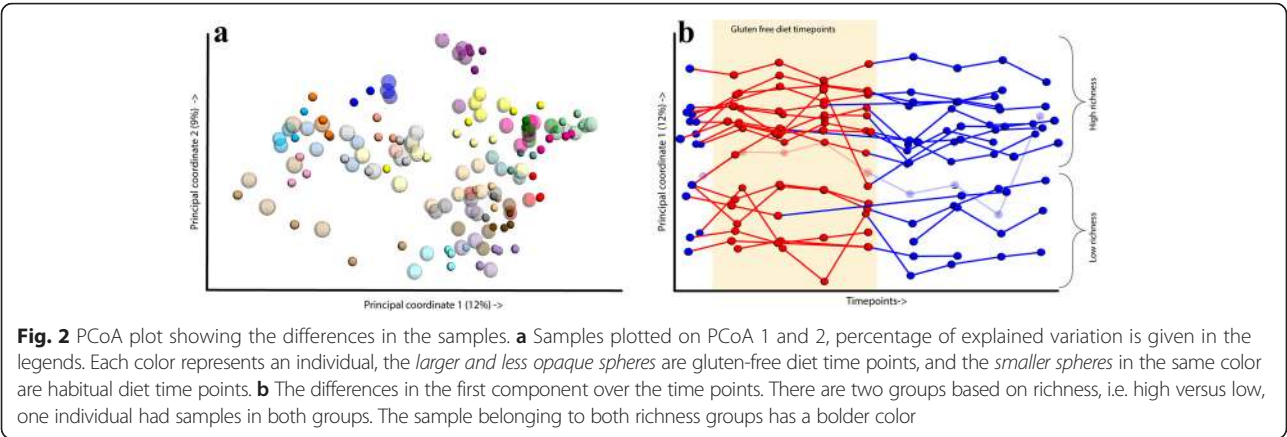 a
Principal coordinate 2 (9%) ->
Principal coordinate 1 (12%) ->
b
Gluten free diet timepoints
Principal coordinate 1 (12%)->
Timepoints->
High richness
Low richness
Fig. 2 PCoA plot showing the differences in the samples. a Samples plotted on PCoA 1 and 2, percentage of explained variation is given in the
legends. Each color represents an individual, the larger and less opaque spheres are gluten-free diet time points, and the smaller spheres in the same color
are habitual diet time points. b The differences in the first component over the time points. There are two groups based on richness, i.e. high versus low,
one individual had samples in both groups. The sample belonging to both richness groups has a bolder color